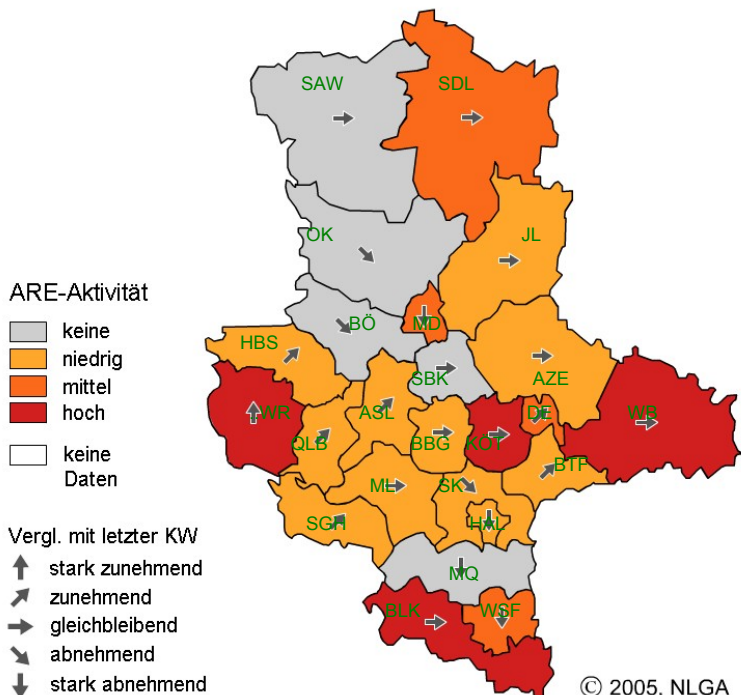 SAW
SDL
OK
JL
ARE-Aktivität
keine
niedrig
mittel
hoch
keine
Daten
BÖ
MD
HBS
SBK
AZE
WR
ASL
DE
WB
QLB
BBG
KÖT
BTF
ML
SK
SGH
HAL
MQ
BLK
WSF
Vergl. mit letzter KW
stark zunehmend
zunehmend
gleichbleibend
abnehmend
stark abnehmend
© 2005, NLGA